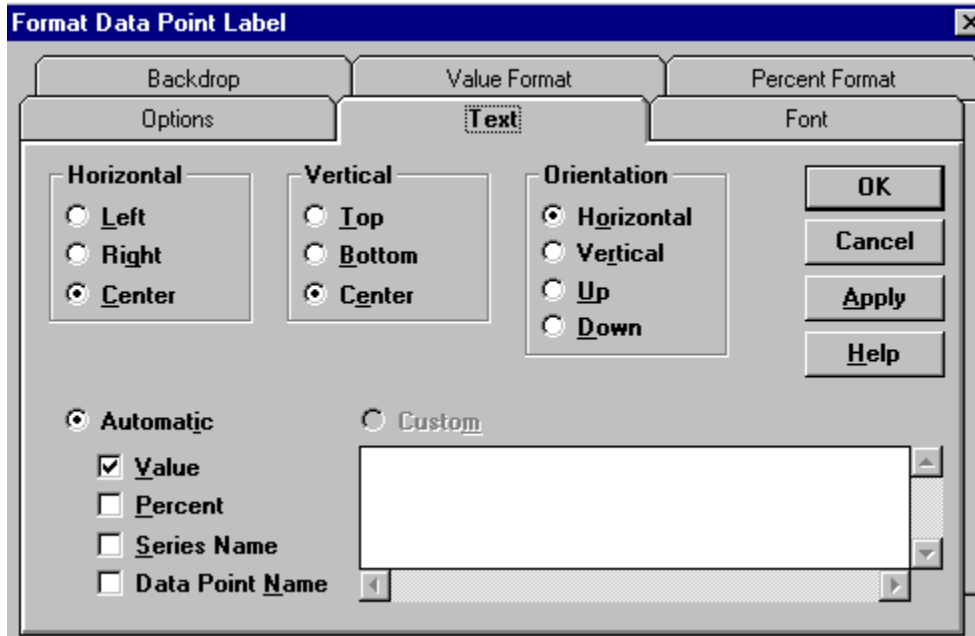 Format Data Point Label
Backdrop Value Format Percent Format
Options Text Font
Horizontal
Left
Right
Center
Vertical
Top
Bottom
Center
Orientation
Horizontal
Vertical
Up
Down
OK
Cancel
Apply
Help
Automatic
Value
Percent
Series Name
Data Point Name
Custom